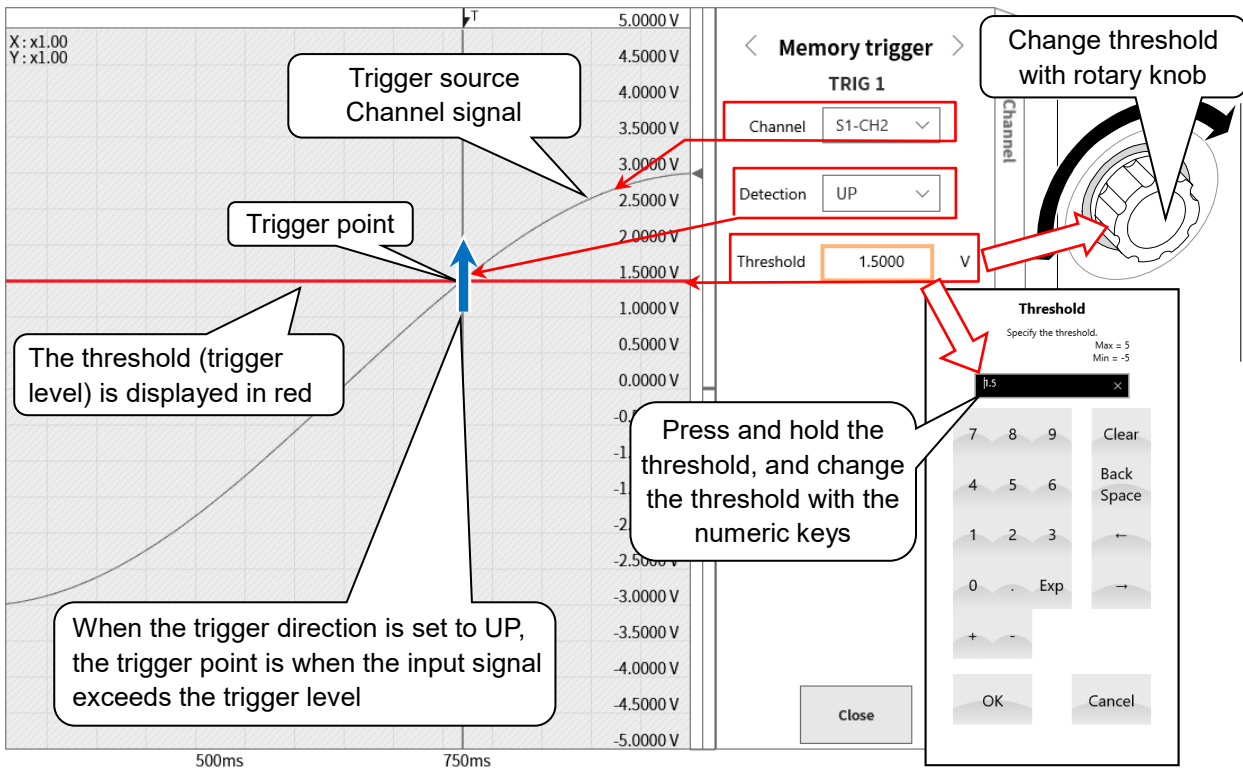 T
X : x1.00
Y : x1.00
5.0000 V
4.5000 V
4.0000 V
3.5000 V
3.0000 V
2.5000 V
2.0000 V
1.5000 V
1.0000 V
0.5000 V
0.0000 V
-0.
-1.
-1.
-2.
-2.5000 V
-3.0000 V
-3.5000 V
-4.0000 V
-4.5000 V
-5.0000 V
500ms
750ms
Trigger source
Channel signal
Trigger point
The threshold (trigger
level) is displayed in red
When the trigger direction is set to UP,
the trigger point is when the input signal
exceeds the trigger level
Memory trigger
TRIG 1
Channel S1-CH2
Detection UP
Threshold 1.5000 V
Close
Channel
Change threshold
with rotary knob
Press and hold the
threshold, and change
the threshold with the
numeric keys
Threshold
Specify the threshold.
Max = 5
Min = -5
1.5 ×
7 8 9 Clear
4 5 6 Back
Space
1 2 3 ←
0 . Exp →
+ -
OK Cancel